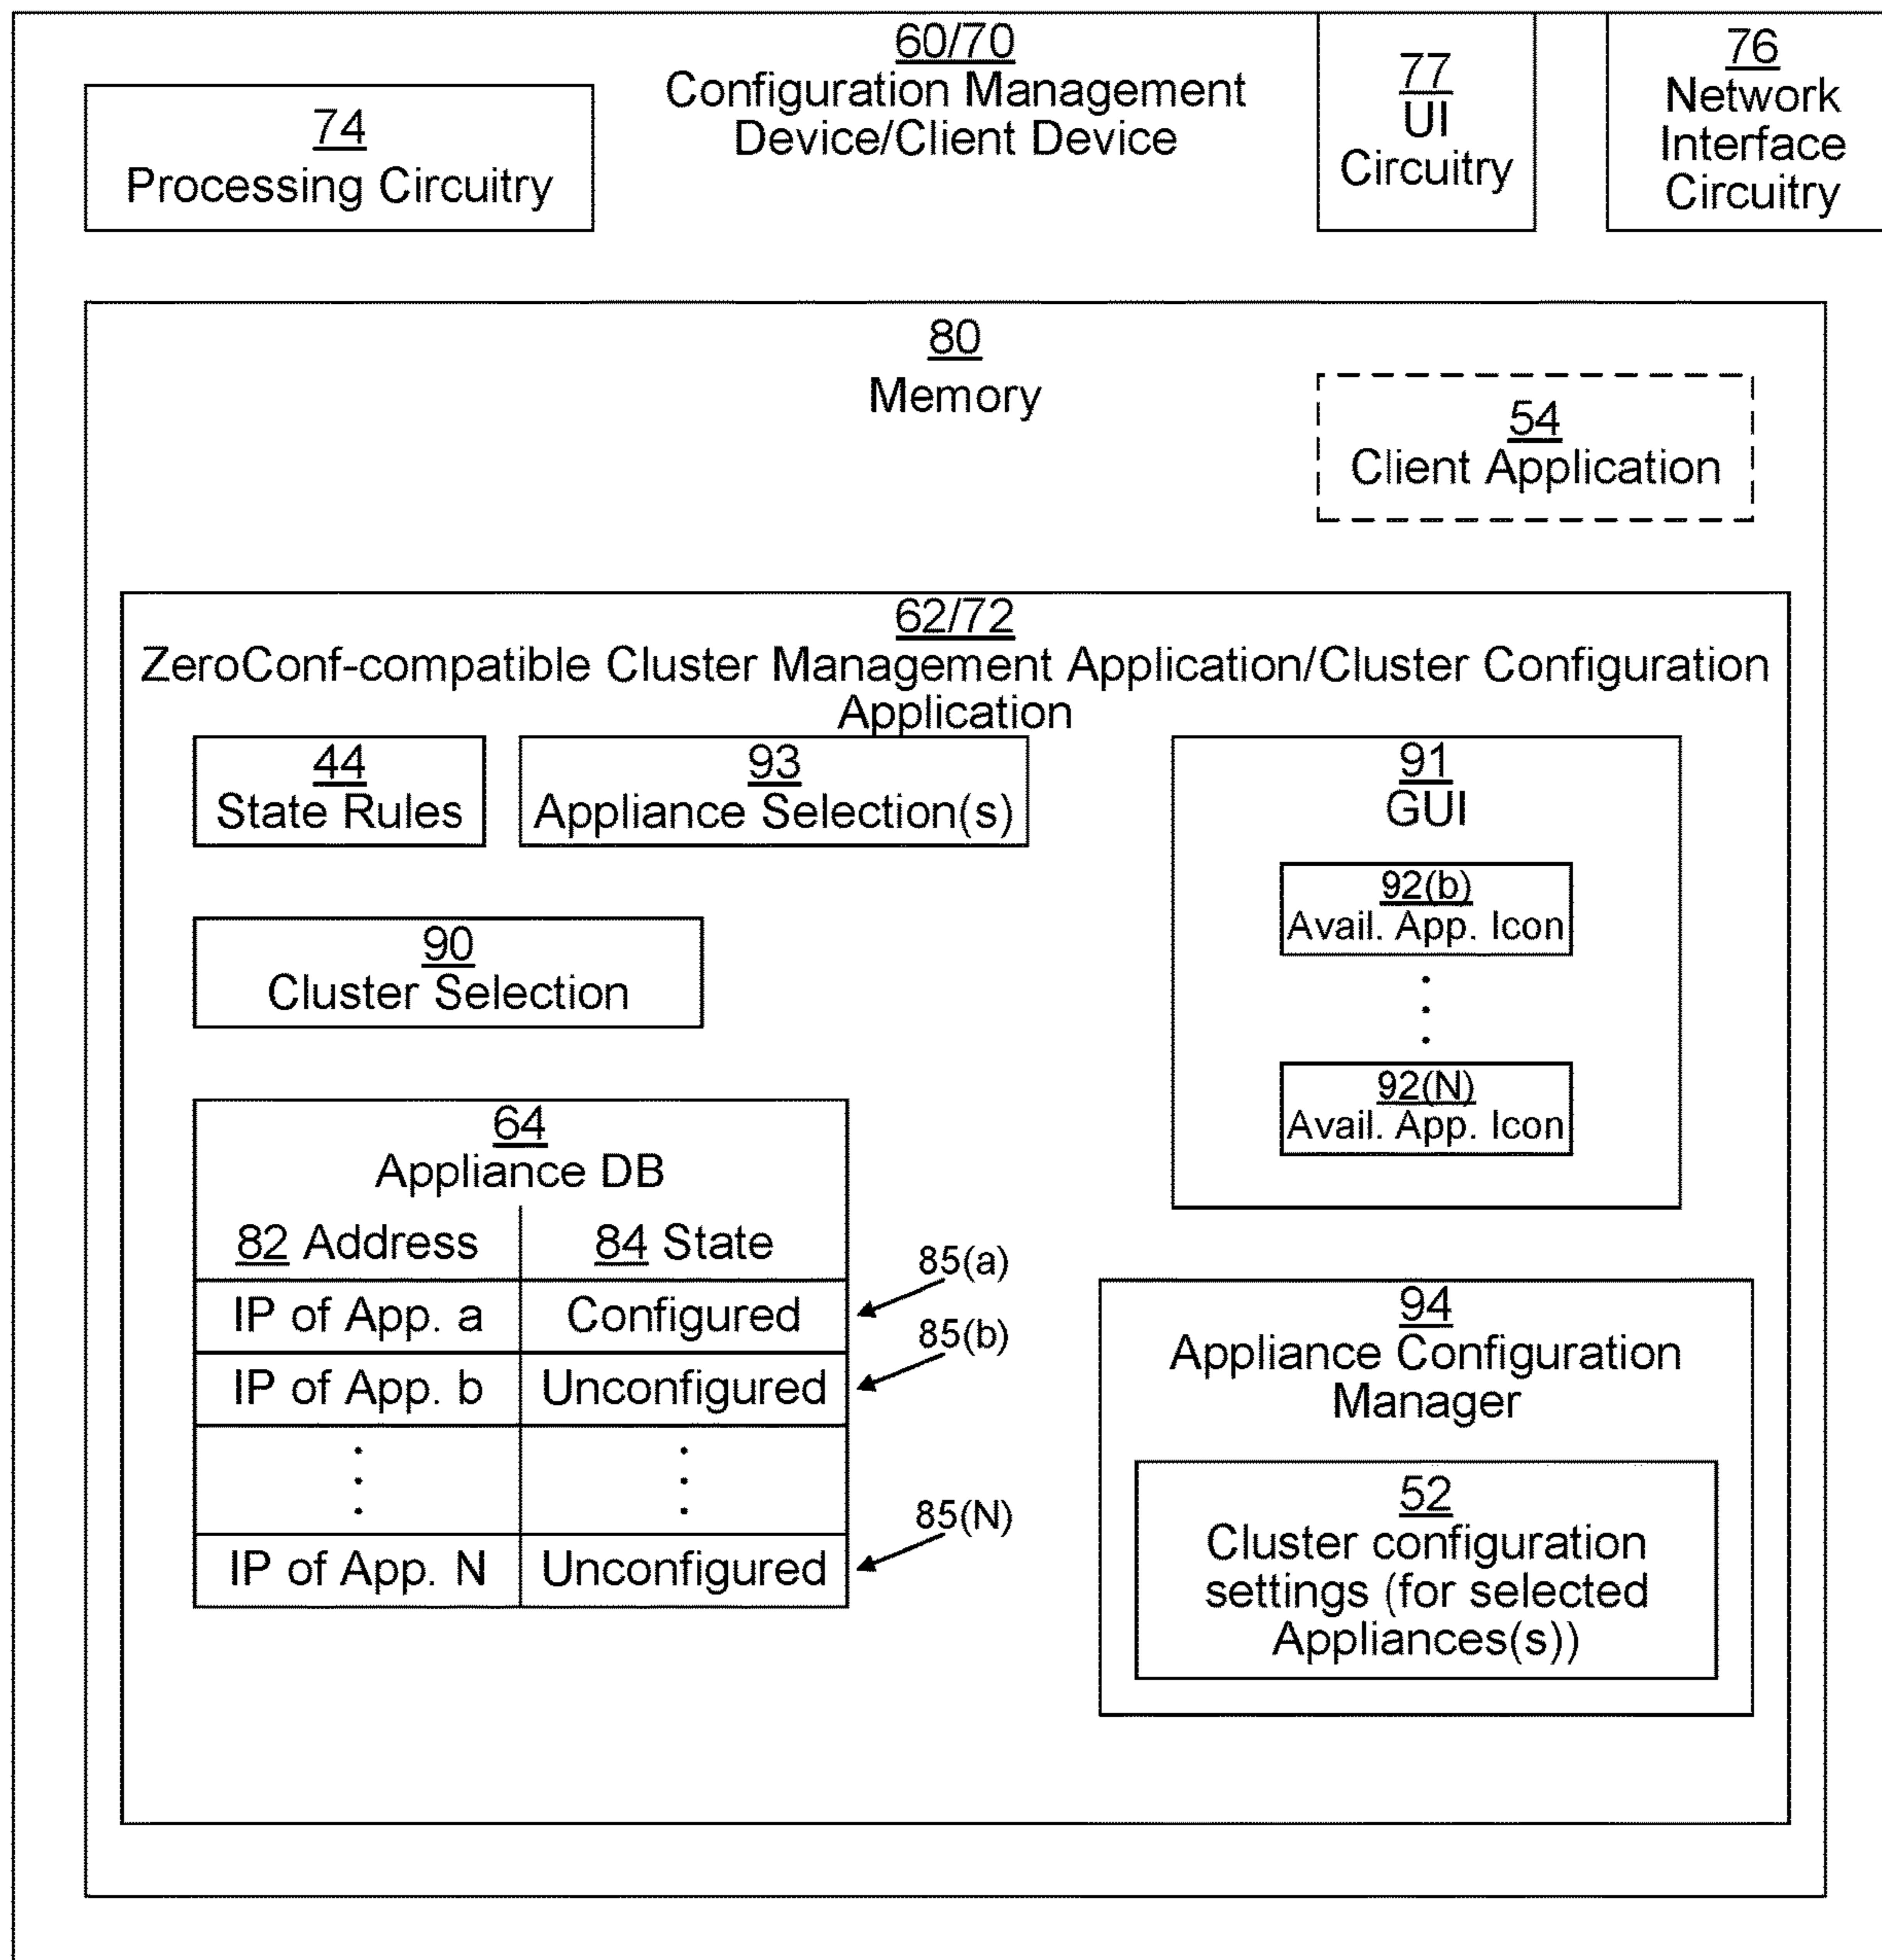 60/70
Configuration Management
Device/Client Device
74
Processing Circuitry
77
UI
Circuitry
76
Network
Interface
Circuitry
80
Memory
54
Client Application
62/72
ZeroConf-compatible Cluster Management Application/Cluster Configuration
Application
44
State Rules
93
Appliance Selection(s)
90
Cluster Selection
91
GUI
92(b)
Avail. App. Icon
92(N)
Avail. App. Icon
64
Appliance DB
82 Address
84 State
IP of App. a
Configured
85(a)
IP of App. b
Unconfigured
85(b)
IP of App. N
Unconfigured
85(N)
94
Appliance Configuration
Manager
52
Cluster configuration
settings (for selected
Appliances(s))